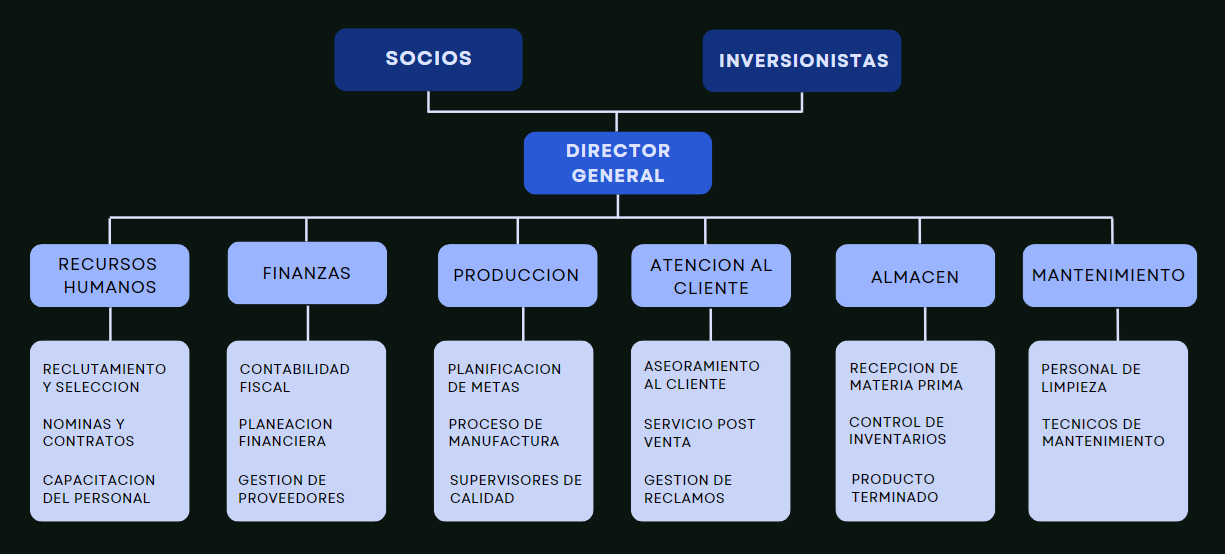 SOCIOS
INVERSIONISTAS
DIRECTOR
GENERAL
RECURSOS
HUMANOS
FINANZAS
PRODUCCION
ATENCION AL
CLIENTE
ALMACEN
MANTENIMIENTO
RECLUTAMIENTO
Y SELECCION
NOMINAS Y
CONTRATOS
CAPACITACION
DEL PERSONAL
CONTABILIDAD
FISCAL
PLANEACION
FINANCIERA
GESTION DE
PROVEEDORES
PLANIFICACION
DE METAS
PROCESO DE
MANUFACTURA
SUPERVISORES DE
CALIDAD
ASEORAMIENTO
AL CLIENTE
SERVICIO POST
VENTA
GESTION DE
RECLAMOS
RECEPCION DE
MATERIA PRIMA
CONTROL DE
INVENTARIOS
PRODUCTO
TERMINADO
PERSONAL DE
LIMPIEZA
TECNICOS DE
MANTENIMIENTO